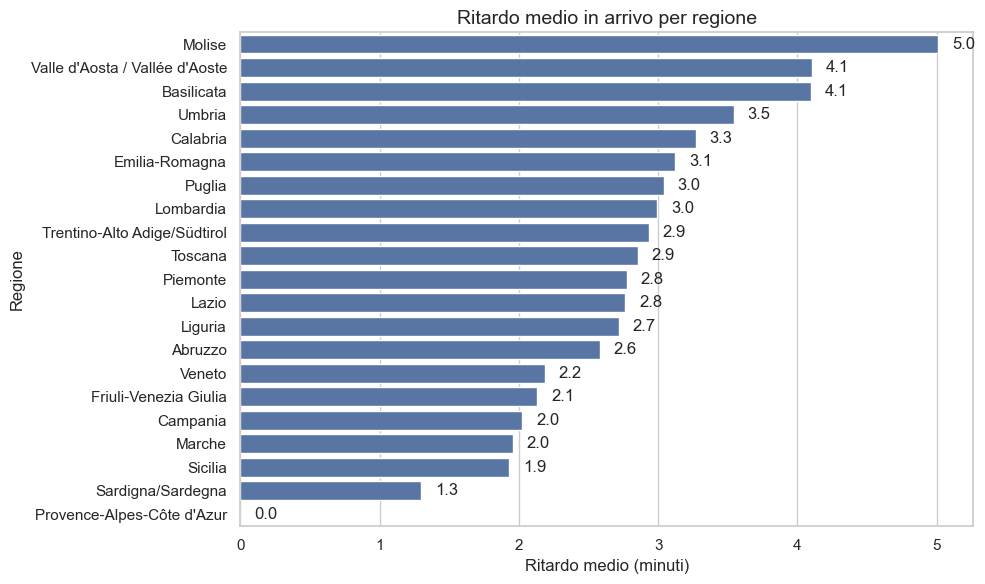 Ritardo medio in arrivo per regione
Regione
Molise 5.0
Valle d'Aosta / Vallée d'Aoste 4.1
Basilicata 4.1
Umbria 3.5
Calabria 3.3
Emilia-Romagna 3.1
Puglia 3.0
Lombardia 3.0
Trentino-Alto Adige/Südtirol 2.9
Toscana 2.9
Piemonte 2.8
Lazio 2.8
Liguria 2.7
Abruzzo 2.6
Veneto 2.2
Friuli-Venezia Giulia 2.1
Campania 2.0
Marche 2.0
Sicilia 1.9
Sardigna/Sardegna 1.3
Provence-Alpes-Côte d'Azur 0.0
0 1 2 3 4 5
Ritardo medio (minuti)